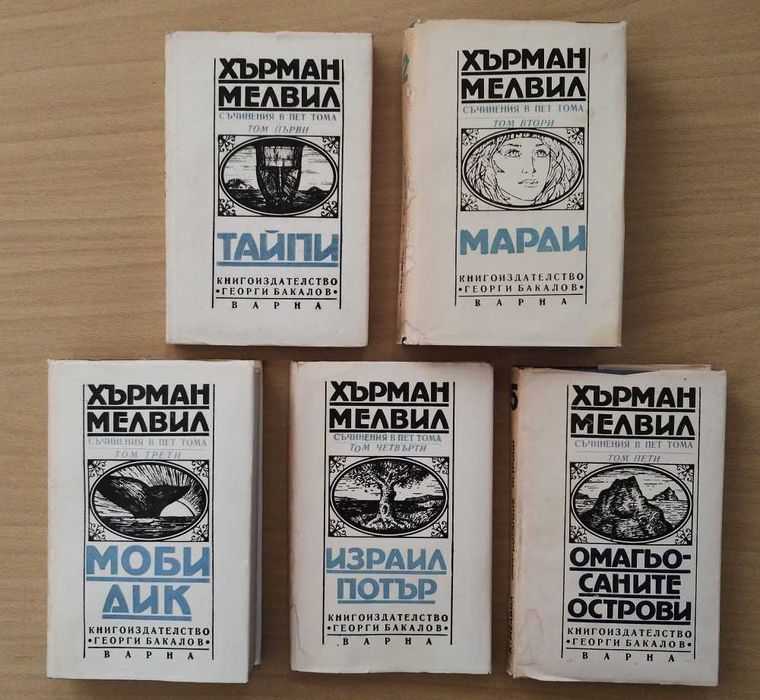 ХЪРМАН
МЕЛВИЛ
СЪЧИНЕНИЯ В ПЕТ ТОМА
ТОМ ПЪРВИ
ТАЙПИ
КНИГОИЗДАТЕЛСТВО
•ГЕОРГИ БАКАЛОВ•
ВАРНА
2
ХЪРМАН
МЕЛВИЛ
СЪЧИНЕНИЯ В ПЕТ ТОМА
ТОМ ВТОРИ
МАРДИ
КНИГОИЗДАТЕЛСТВО
•ГЕОРГИ БАКАЛОВ•
ВАРНА
ХЪРМАН
МЕЛВИЛ
СЪЧИНЕНИЯ В ПЕТ ТОМА
ТОМ ТРЕТИ
МОБИ
ДИК
КНИГОИЗДАТЕЛСТВО
•ГЕОРГИ БАКАЛОВ•
ВАРНА
ХЪРМАН
МЕЛВИЛ
СЪЧИНЕНИЯ В ПЕТ ТОМА
ТОМ ЧЕТВЪРТИ
ИЗРАИЛ
ПОТЪР
КНИГОИЗДАТЕЛСТВО
•ГЕОРГИ БАКАЛОВ•
ВАРНА
5
ХЪРМАН
МЕЛВИЛ
СЪЧИНЕНИЯ В ПЕТ ТОМА
ТОМ ПЕТИ
ОМАГЬО-
САНИТЕ
ОСТРОВИ
КНИГОИЗДАТЕЛСТВО
•ГЕОРГИ БАКАЛОВ•
ВАРНА